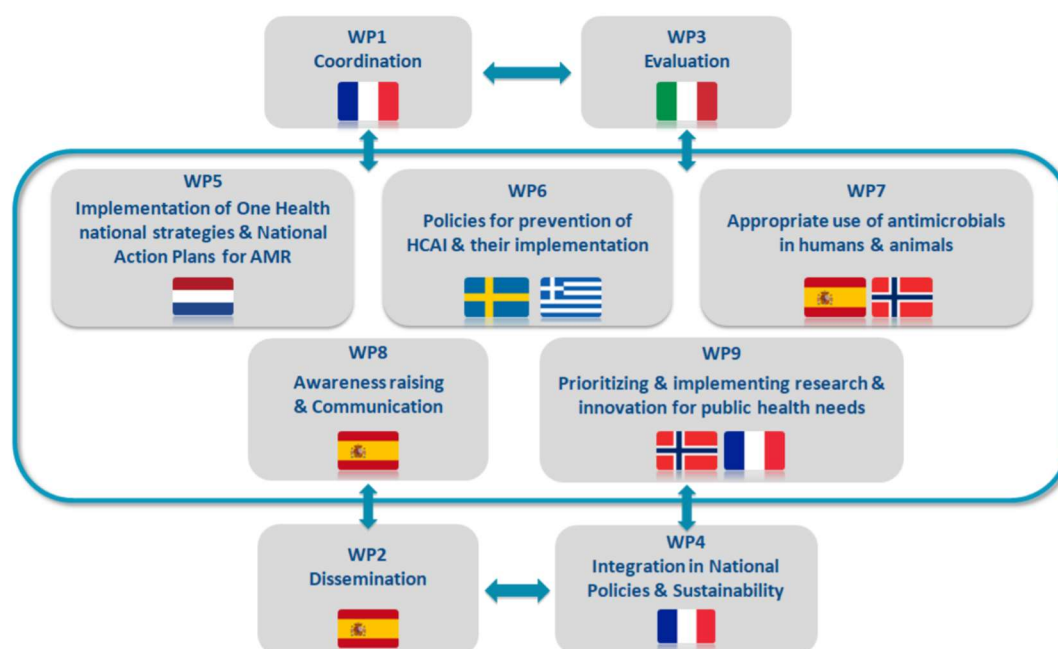 WP1
Coordination
WP3
Evaluation
WP5
Implementation of One Health
national strategies & National
Action Plans for AMR
WP6
Policies for prevention of
HCAI & their implementation
WP7
Appropriate use of antimicrobials
in humans & animals
WP8
Awareness raising
& Communication
WP9
Prioritizing & implementing research &
innovation for public health needs
WP2
Dissemination
WP4
Integration in National
Policies & Sustainability